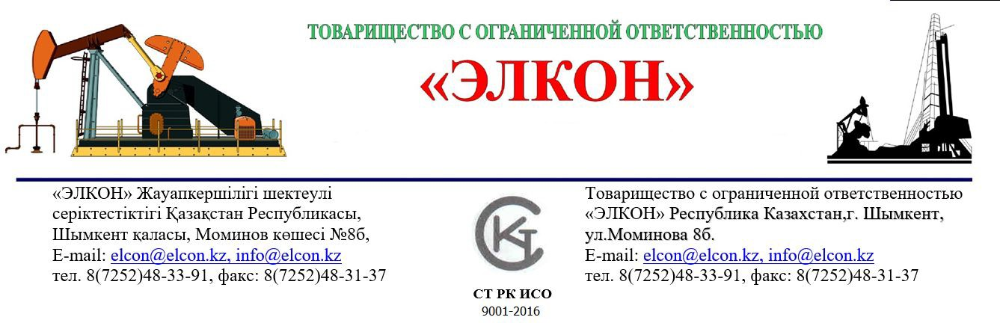 ТОВАРИЩЕСТВО С ОГРАНИЧЕННОЙ ОТВЕТСТВЕННОСТЬЮ
«ЭЛКОН»
«ЭЛКОН» Жауапкершілігі шектеулі
серіктестіктігі Қазақстан Республикасы,
Шымкент қаласы, Моминов көшесі №8б,
E-mail: elcon@elcon.kz, info@elcon.kz
тел. 8(7252)48-33-91, факс: 8(7252)48-31-37
СКТ
СТ РК ИСО
9001-2016
Товарищество с ограниченной ответственностью
«ЭЛКОН» Республика Казахстан,г. Шымкент,
ул.Моминова 8б.
E-mail: elcon@elcon.kz, info@elcon.kz
тел. 8(7252)48-33-91, факс: 8(7252)48-31-37